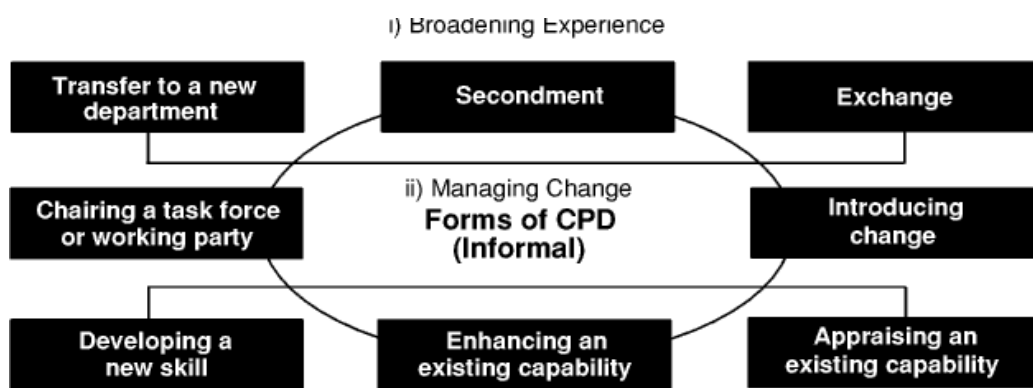 i) Broadening Experience
Transfer to a new
department
Secondment
Exchange
ii) Managing Change
Chairing a task force
or working party
Forms of CPD
(Informal)
Introducing
change
Developing a
new skill
Enhancing an
existing capability
Appraising an
existing capability